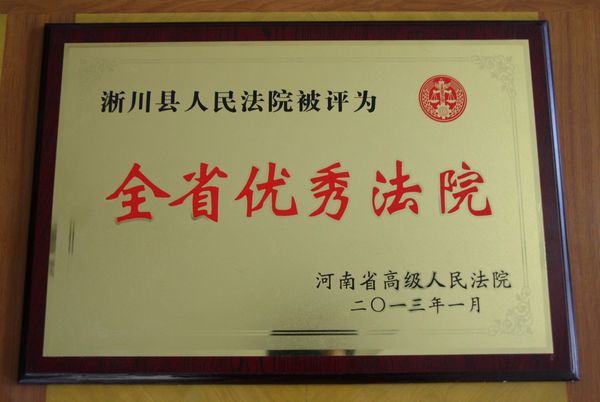 淅川县人民法院被评为
全省优秀法院
河南省高级人民法院
二〇一三年一月